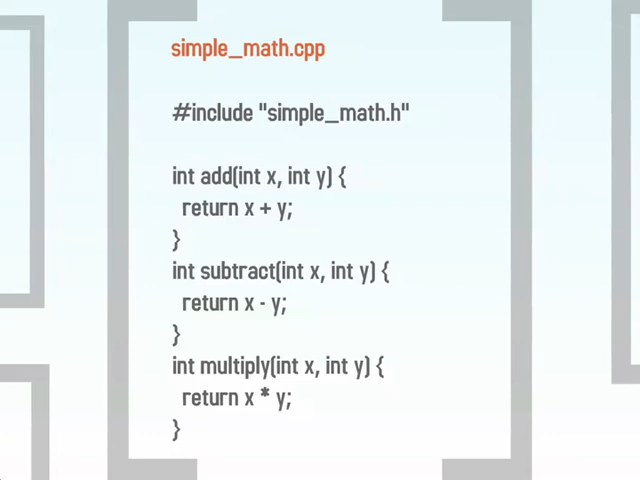 simple_math.cpp
#include "simple_math.h"
int add(int x, int y) {
return x + y;
}
int subtract(int x, int y) {
return x - y;
}
int multiply(int x, int y) {
return x * y;
}